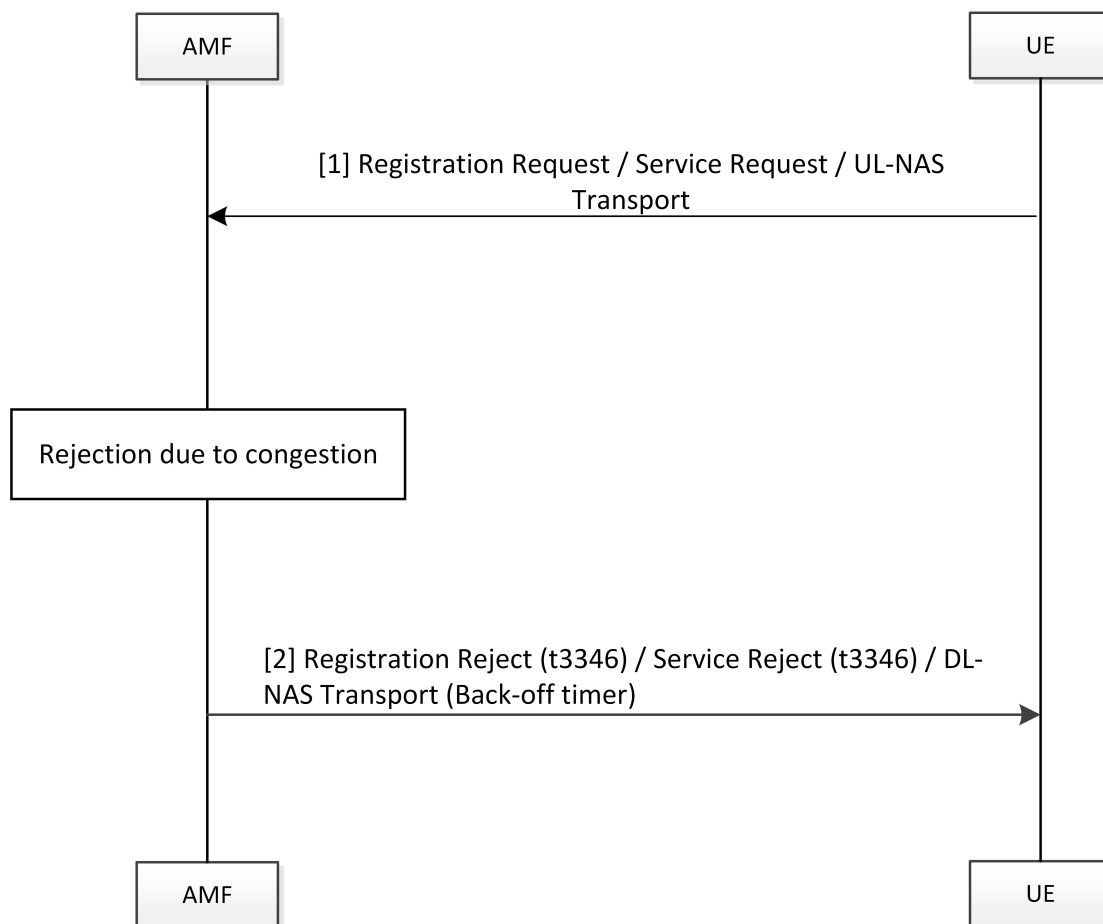 AMF
UE
[1] Registration Request / Service Request / UL-NAS
Transport
Rejection due to congestion
[2] Registration Reject (t3346) / Service Reject (t3346) / DL-
NAS Transport (Back-off timer)
AMF
UE